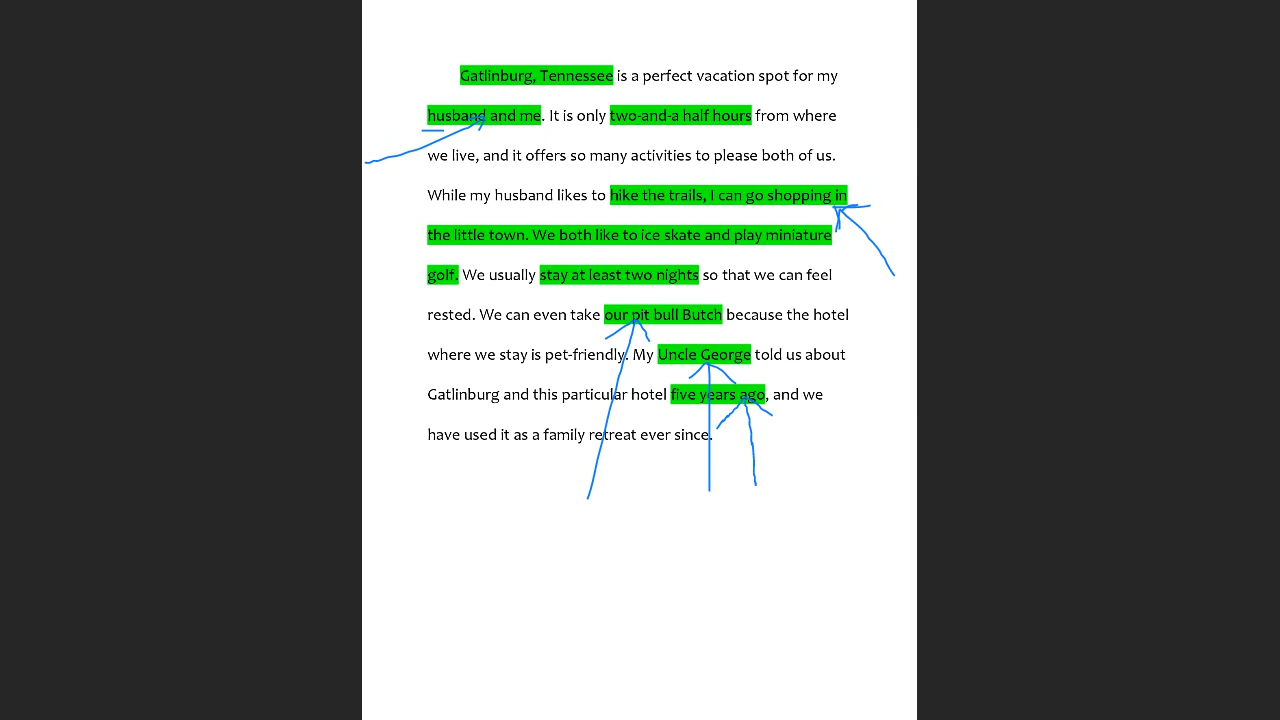 Gatlinburg, Tennessee is a perfect vacation spot for my
husband and me. It is only two-and-a half hours from where
we live, and it offers so many activities to please both of us.
While my husband likes to hike the trails, I can go shopping in
the little town. We both like to ice skate and play miniature
golf. We usually stay at least two nights so that we can feel
rested. We can even take our pit bull Butch because the hotel
where we stay is pet-friendly. My Uncle George told us about
Gatlinburg and this particular hotel five years ago, and we
have used it as a family retreat ever since.